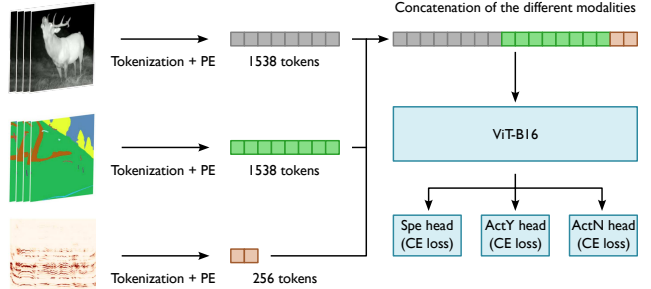 Concatenation of the different modalities
Tokenization + PE
1538 tokens
ViT-B16
Tokenization + PE
1538 tokens
Spe head
(CE loss)
ActY head
(CE loss)
ActN head
(CE loss)
Tokenization + PE
256 tokens